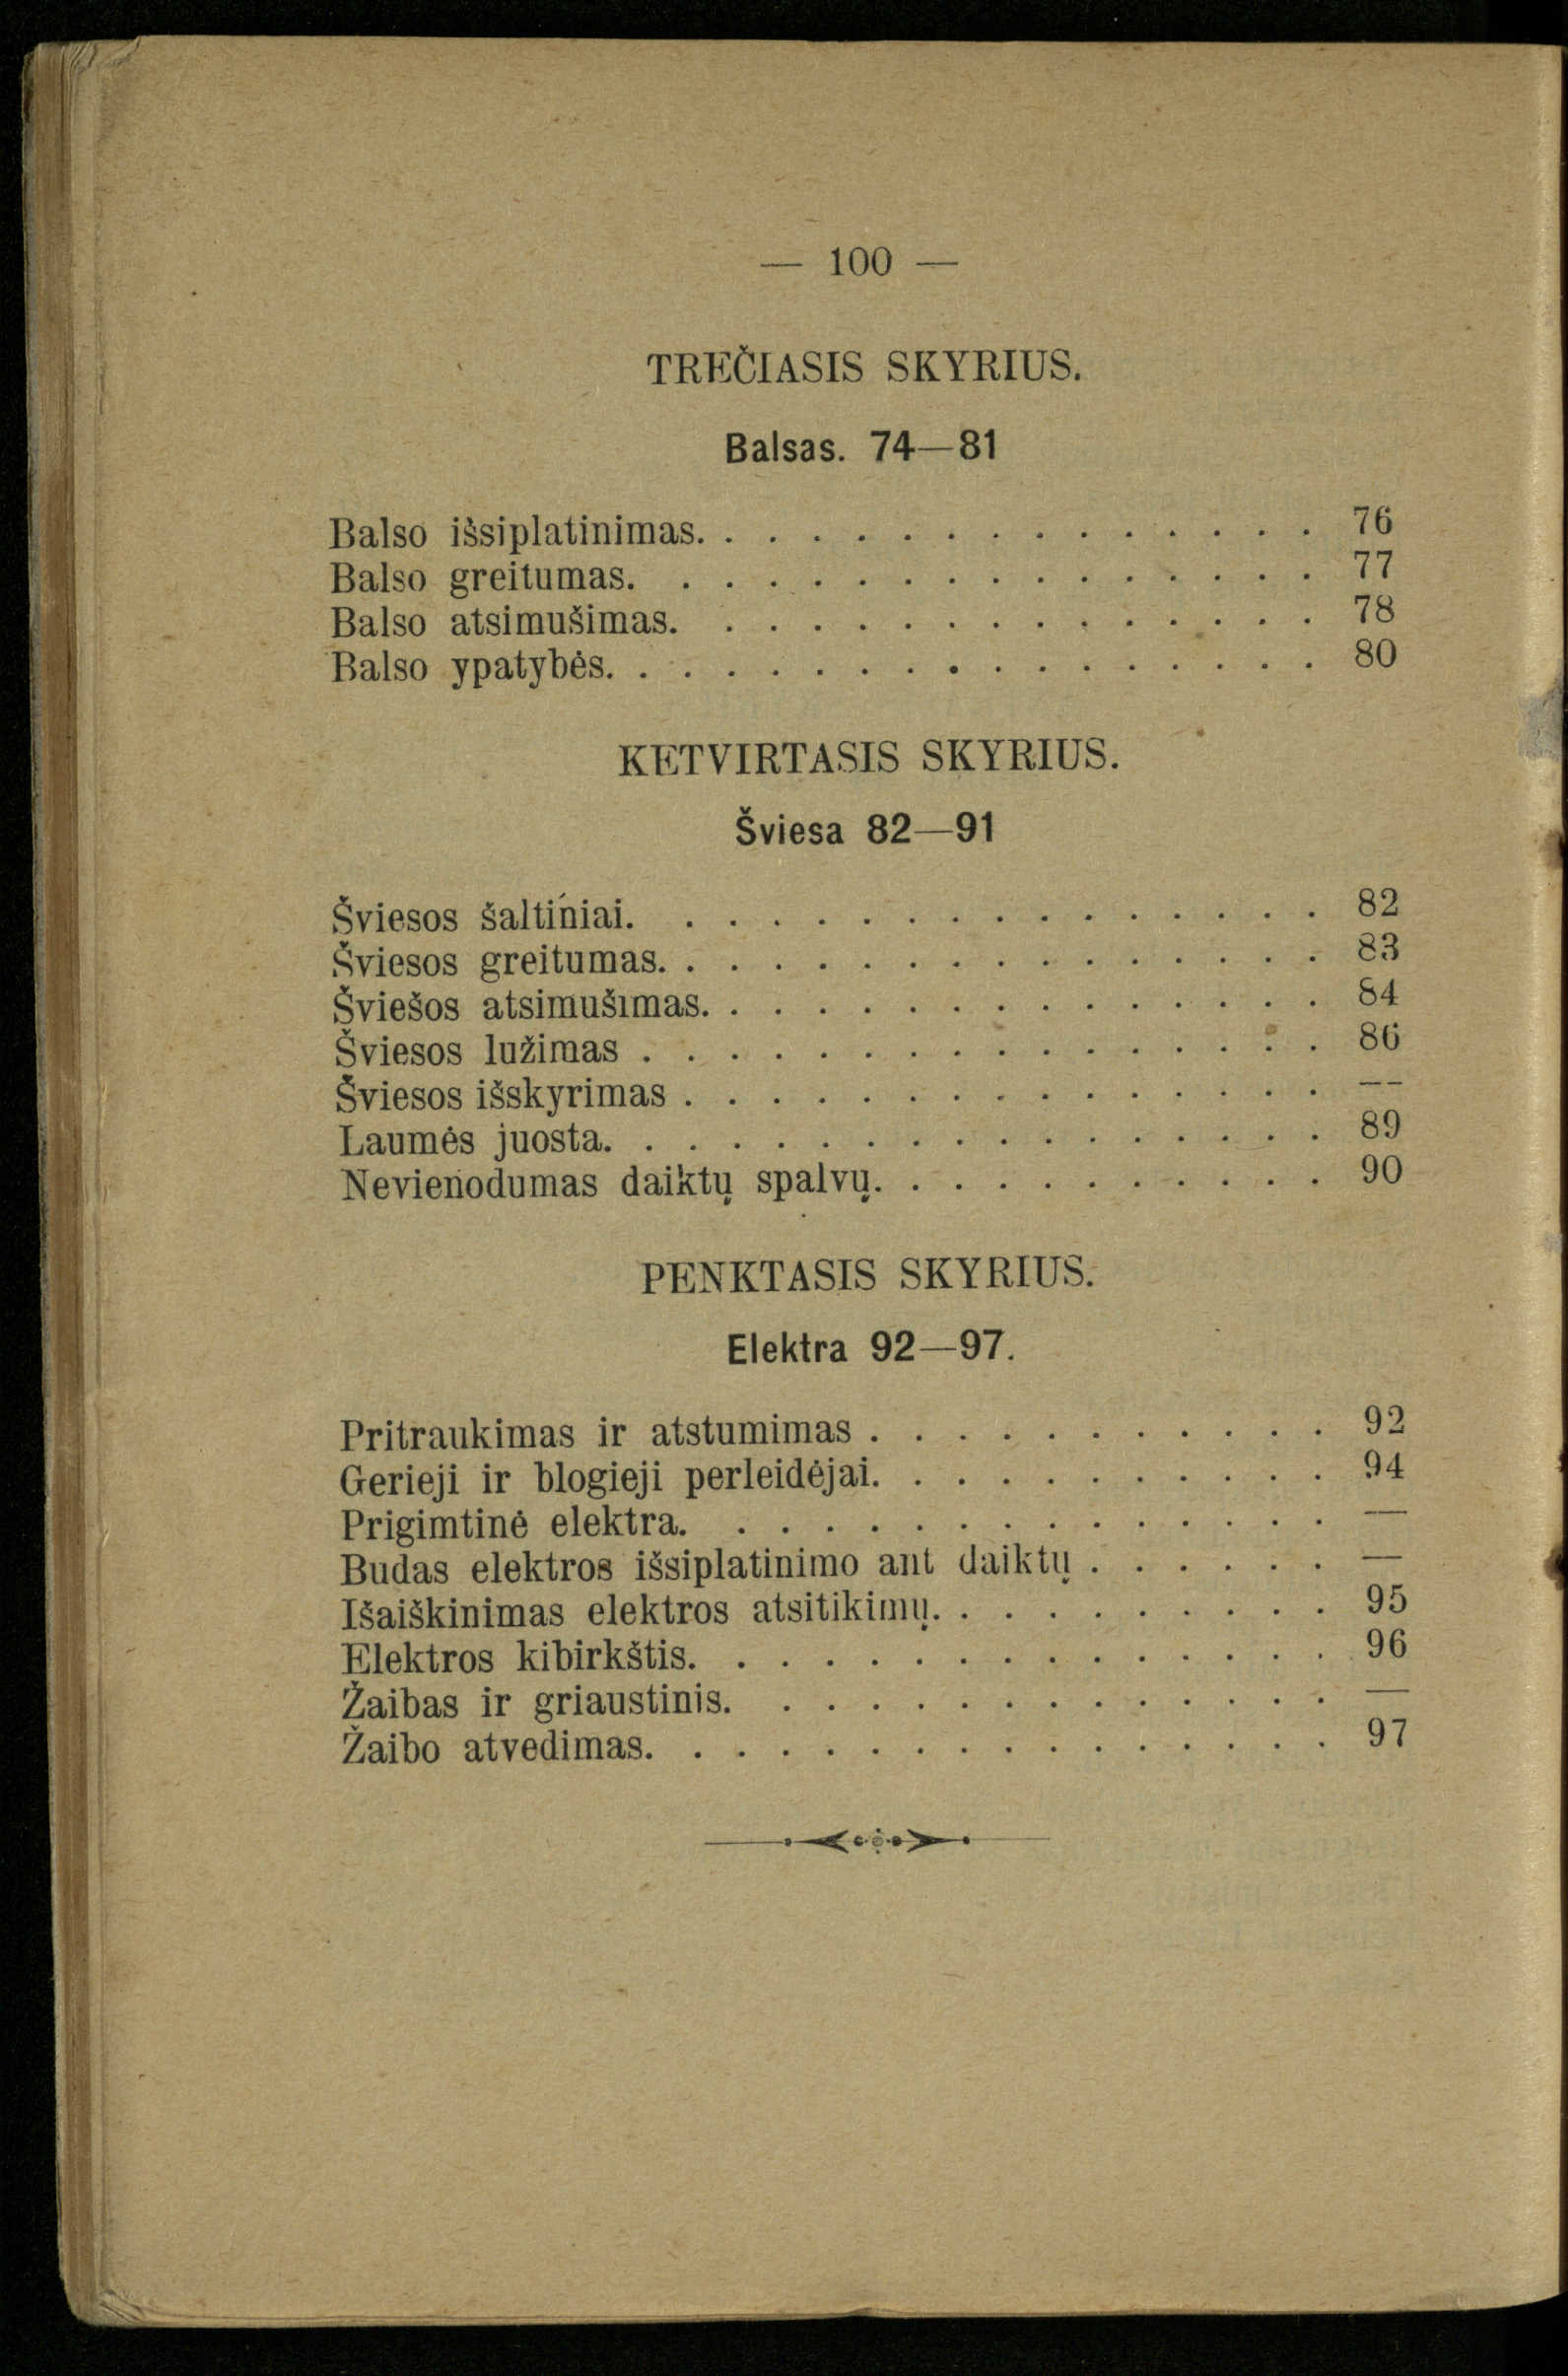 — 100 —
TREČIASIS SKYRIUS.
Balsas. 74—81
Balso išsiplatinimas. . . . . . . . . . . . . . . 76
Balso greitumas. . . . . . . . . . . . . . . . 77
Balso atsimušimas. . . . . . . . . . . . . . . 78
Balso ypatybės. . . . . . . . . . . . . . . . . 80
KETVIRTASIS SKYRIUS.
Šviesa 82—91
Šviesos šaltiniai. . . . . . . . . . . . . . . . 82
Šviesos greitumas. . . . . . . . . . . . . . . . 83
Šviešos atsimušimas. . . . . . . . . . . . . . . 84
Šviesos lužimas . . . . . . . . . . . . . . . . 86
Šviesos išskyrimas . . . . . . . . . . . . . . . —
Laumės juosta. . . . . . . . . . . . . . . . . . 89
Nevienodumas daiktų spalvų. . . . . . . . . . . 90
PENKTASIS SKYRIUS.
Elektra 92—97.
Pritraukimas ir atstumimas . . . . . . . . . . . 92
Gerieji ir blogieji perleidėjai. . . . . . . . . . . 94
Prigimtinė elektra. . . . . . . . . . . . . . . —
Budas elektros išsiplatinimo ant daiktų . . . . . . —
Išaiškinimas elektros atsitikimų. . . . . . . . . . 95
Elektros kibirkštis. . . . . . . . . . . . . . . 96
Žaibas ir griaustinis. . . . . . . . . . . . . . —
Žaibo atvedimas. . . . . . . . . . . . . . . . 97